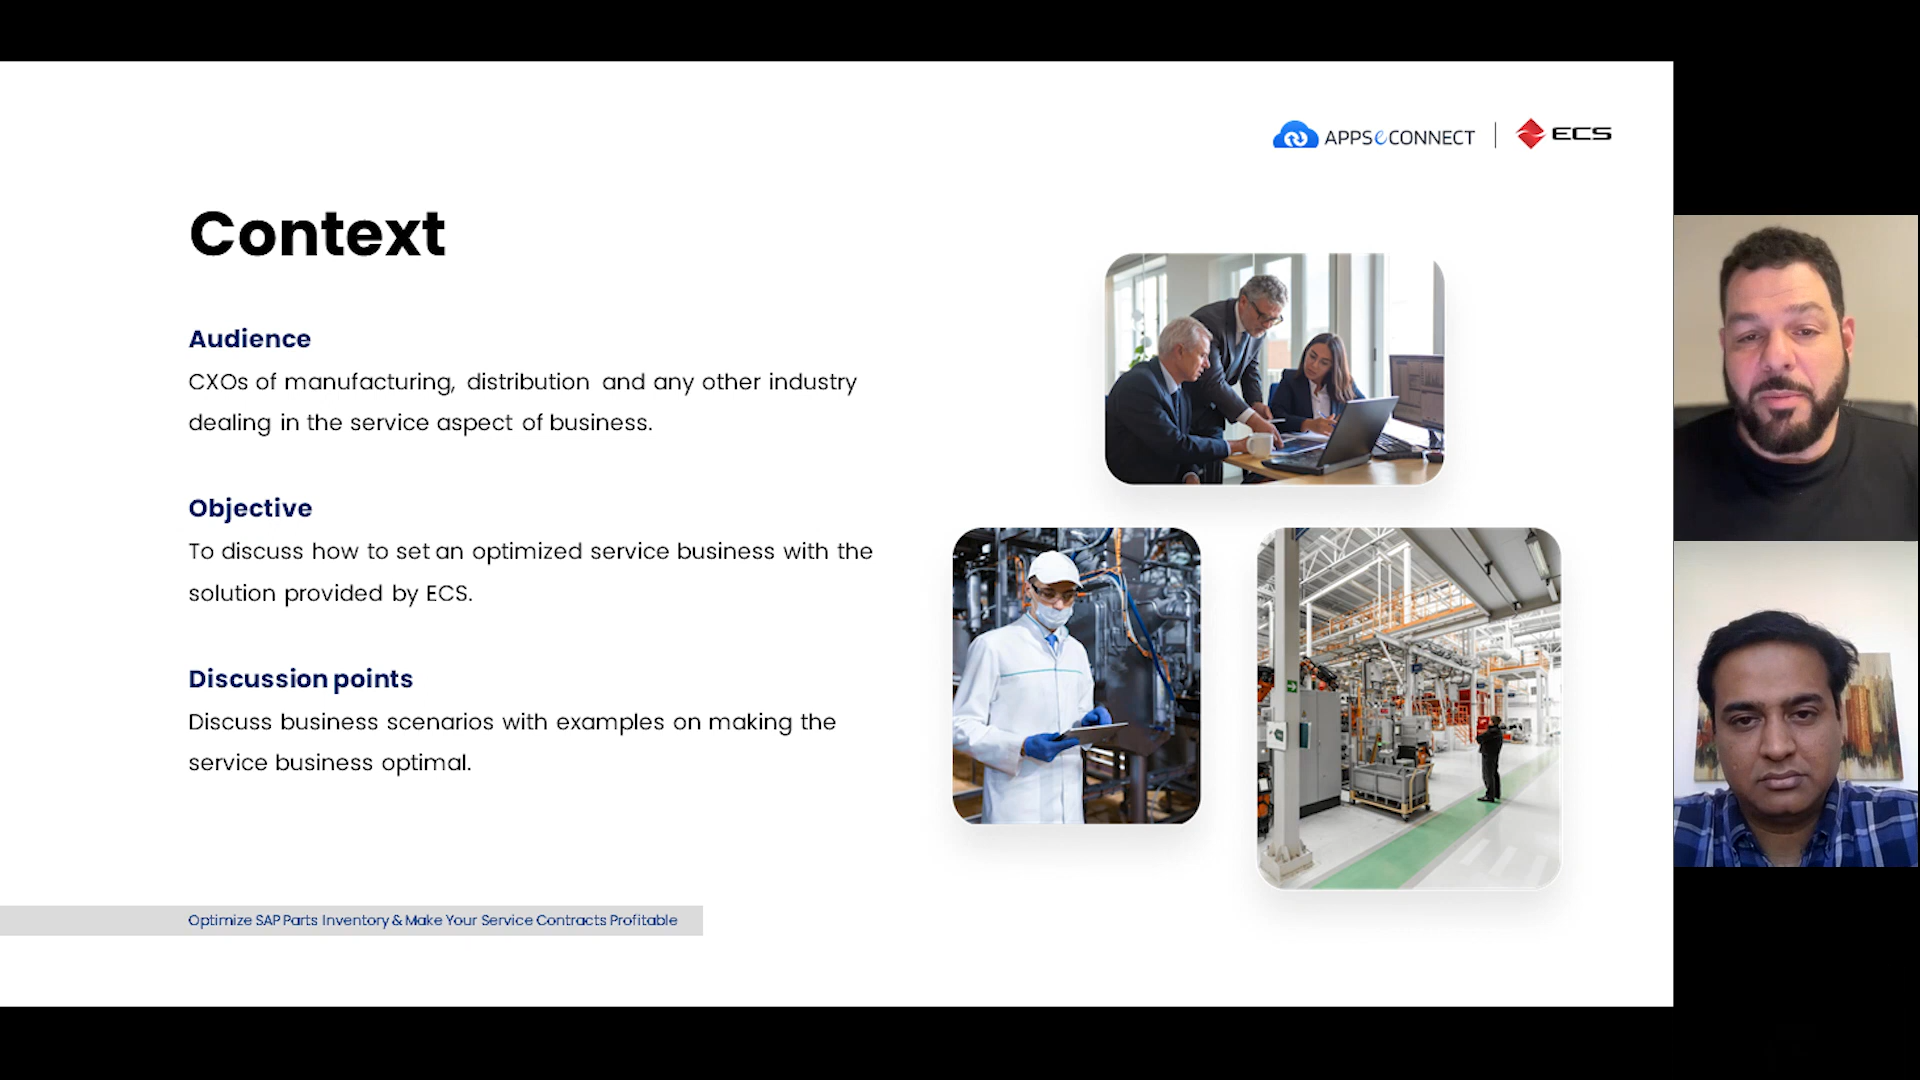 APPSeCONNECT | ECS
Context
Audience
CXOs of manufacturing, distribution and any other industry
dealing in the service aspect of business.
Objective
To discuss how to set an optimized service business with the
solution provided by ECS.
Discussion points
Discuss business scenarios with examples on making the
service business optimal.
Optimize SAP Parts Inventory & Make Your Service Contracts Profitable